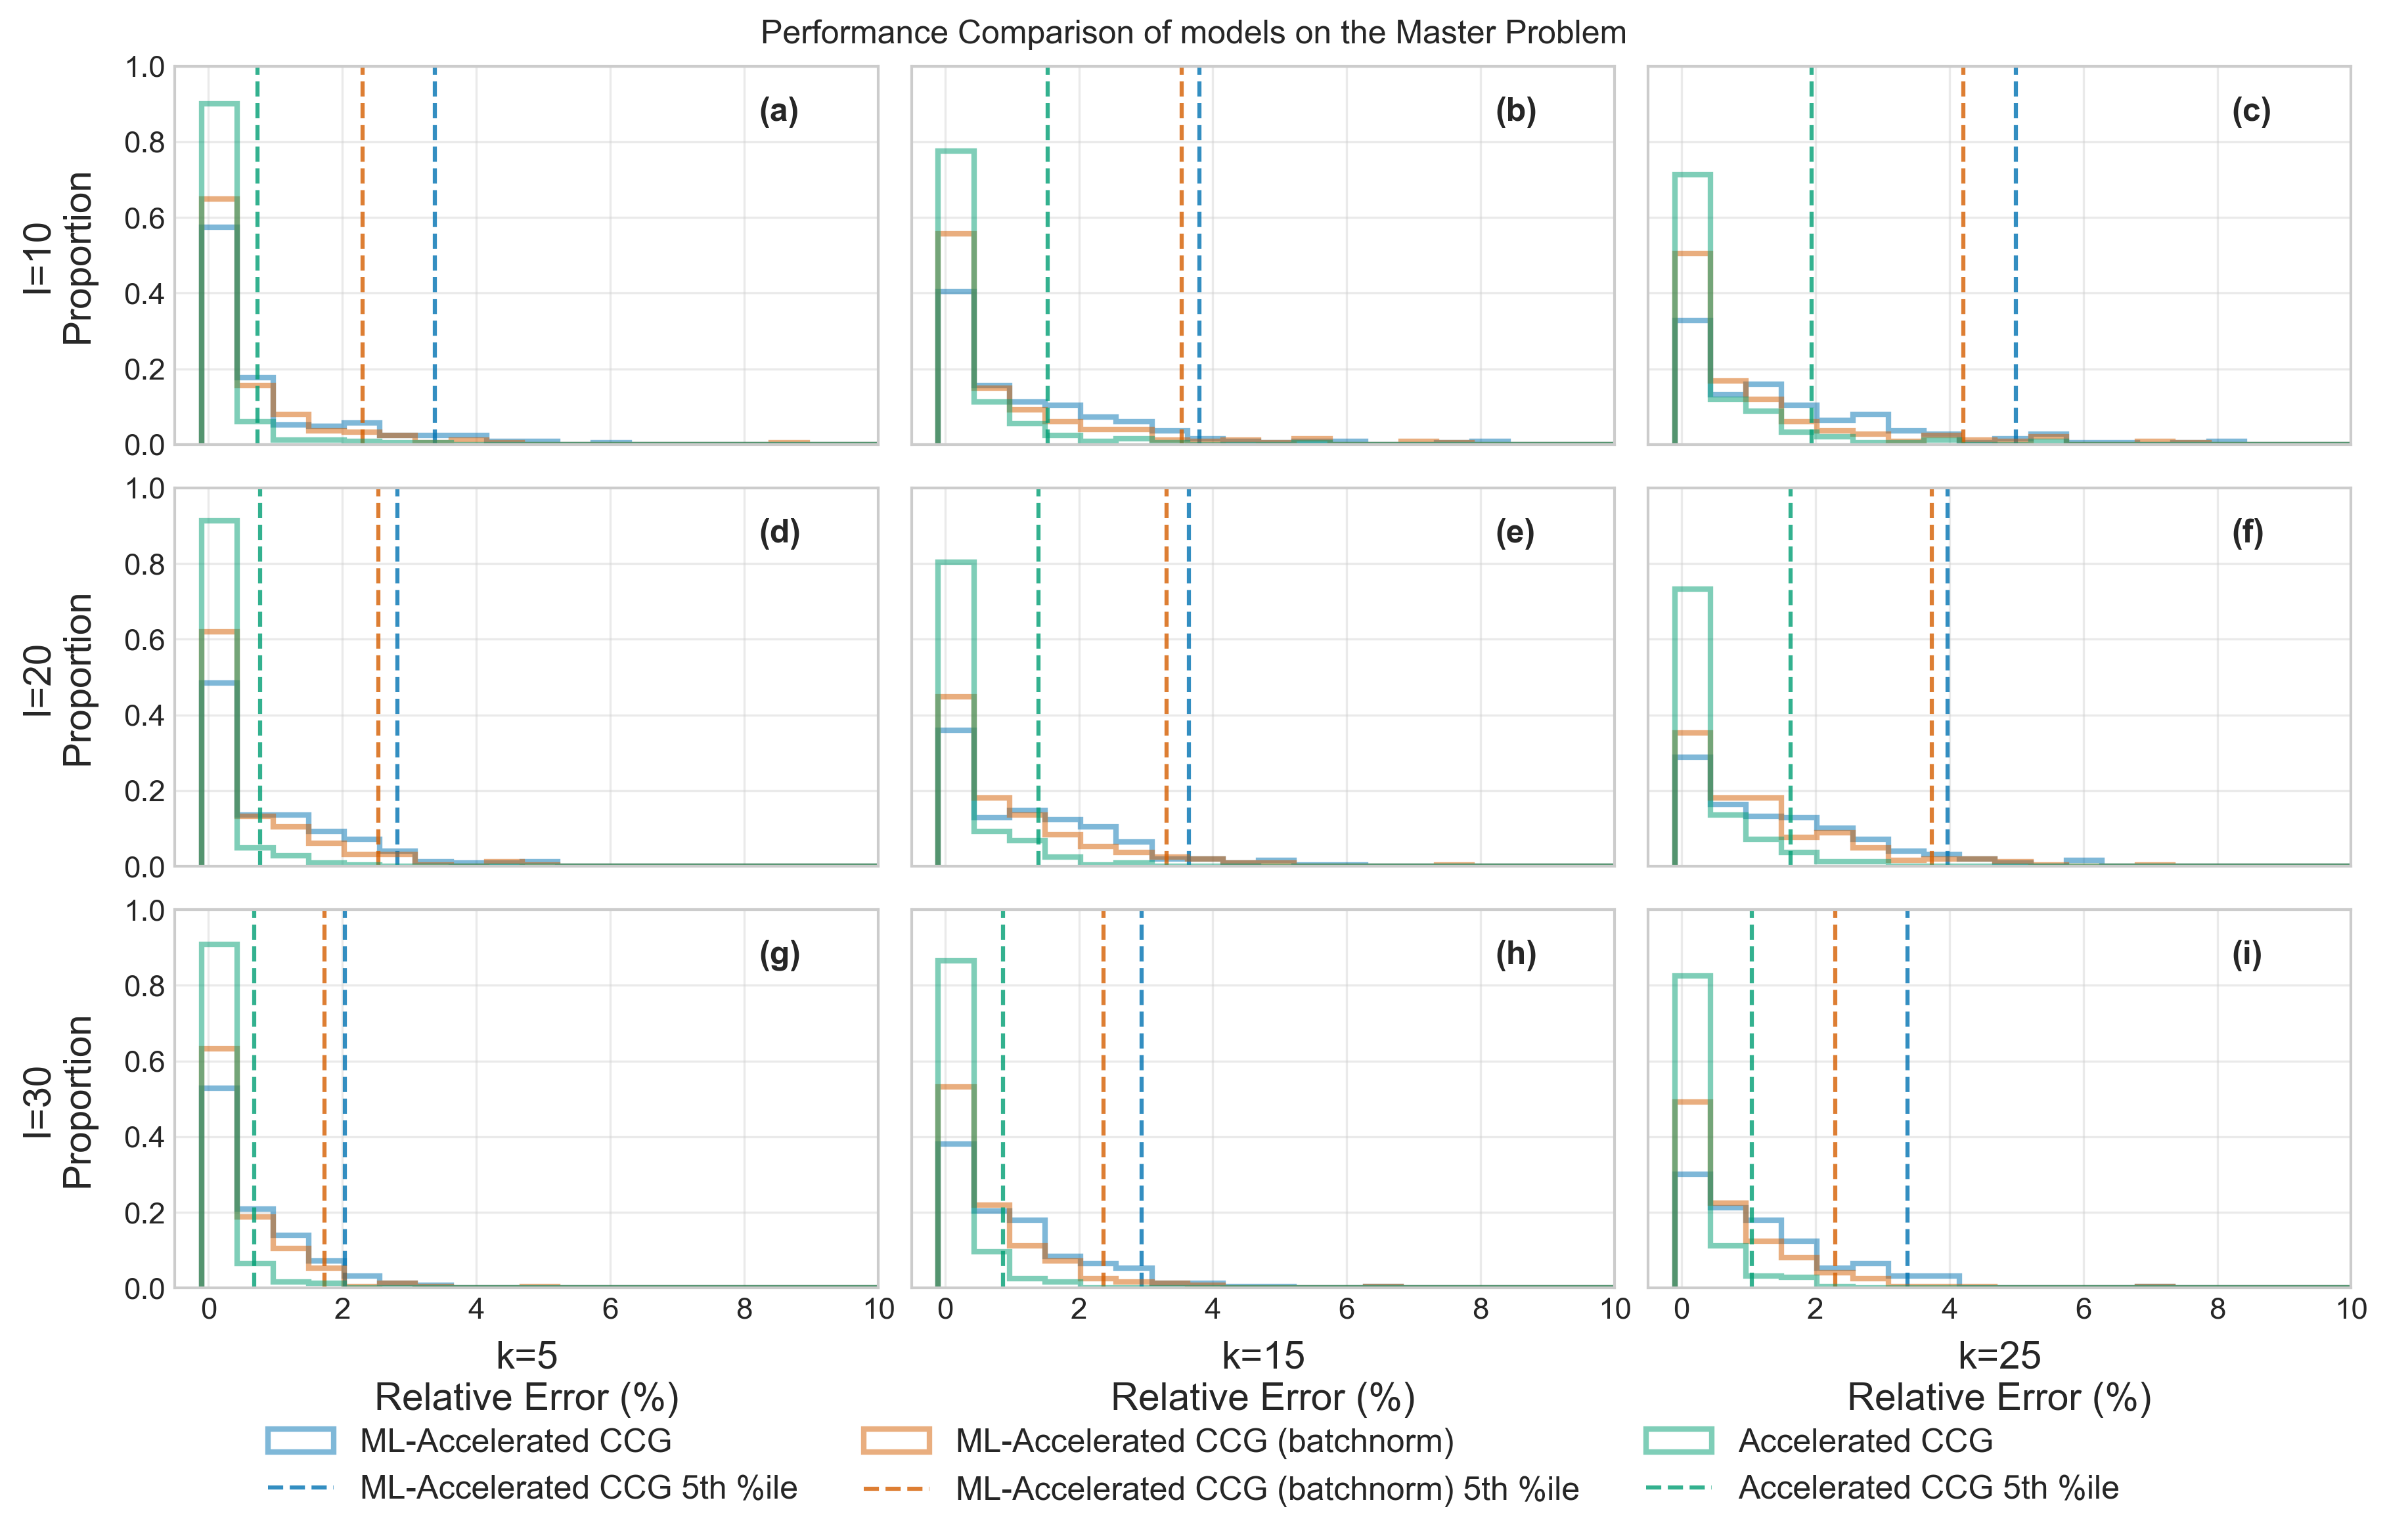 Performance Comparison of models on the Master Problem
I=10
Proportion
1.0
0.8
0.6
0.4
0.2
0.0
(a)
(b)
(c)
I=20
Proportion
1.0
0.8
0.6
0.4
0.2
0.0
(d)
(e)
(f)
I=30
Proportion
1.0
0.8
0.6
0.4
0.2
0.0
(g)
(h)
(i)
0 2 4 6 8 10
0 2 4 6 8 10
0 2 4 6 8 10
k=5
Relative Error (%)
k=15
Relative Error (%)
k=25
Relative Error (%)
ML-Accelerated CCG
ML-Accelerated CCG 5th %ile
ML-Accelerated CCG (batchnorm)
ML-Accelerated CCG (batchnorm) 5th %ile
Accelerated CCG
Accelerated CCG 5th %ile